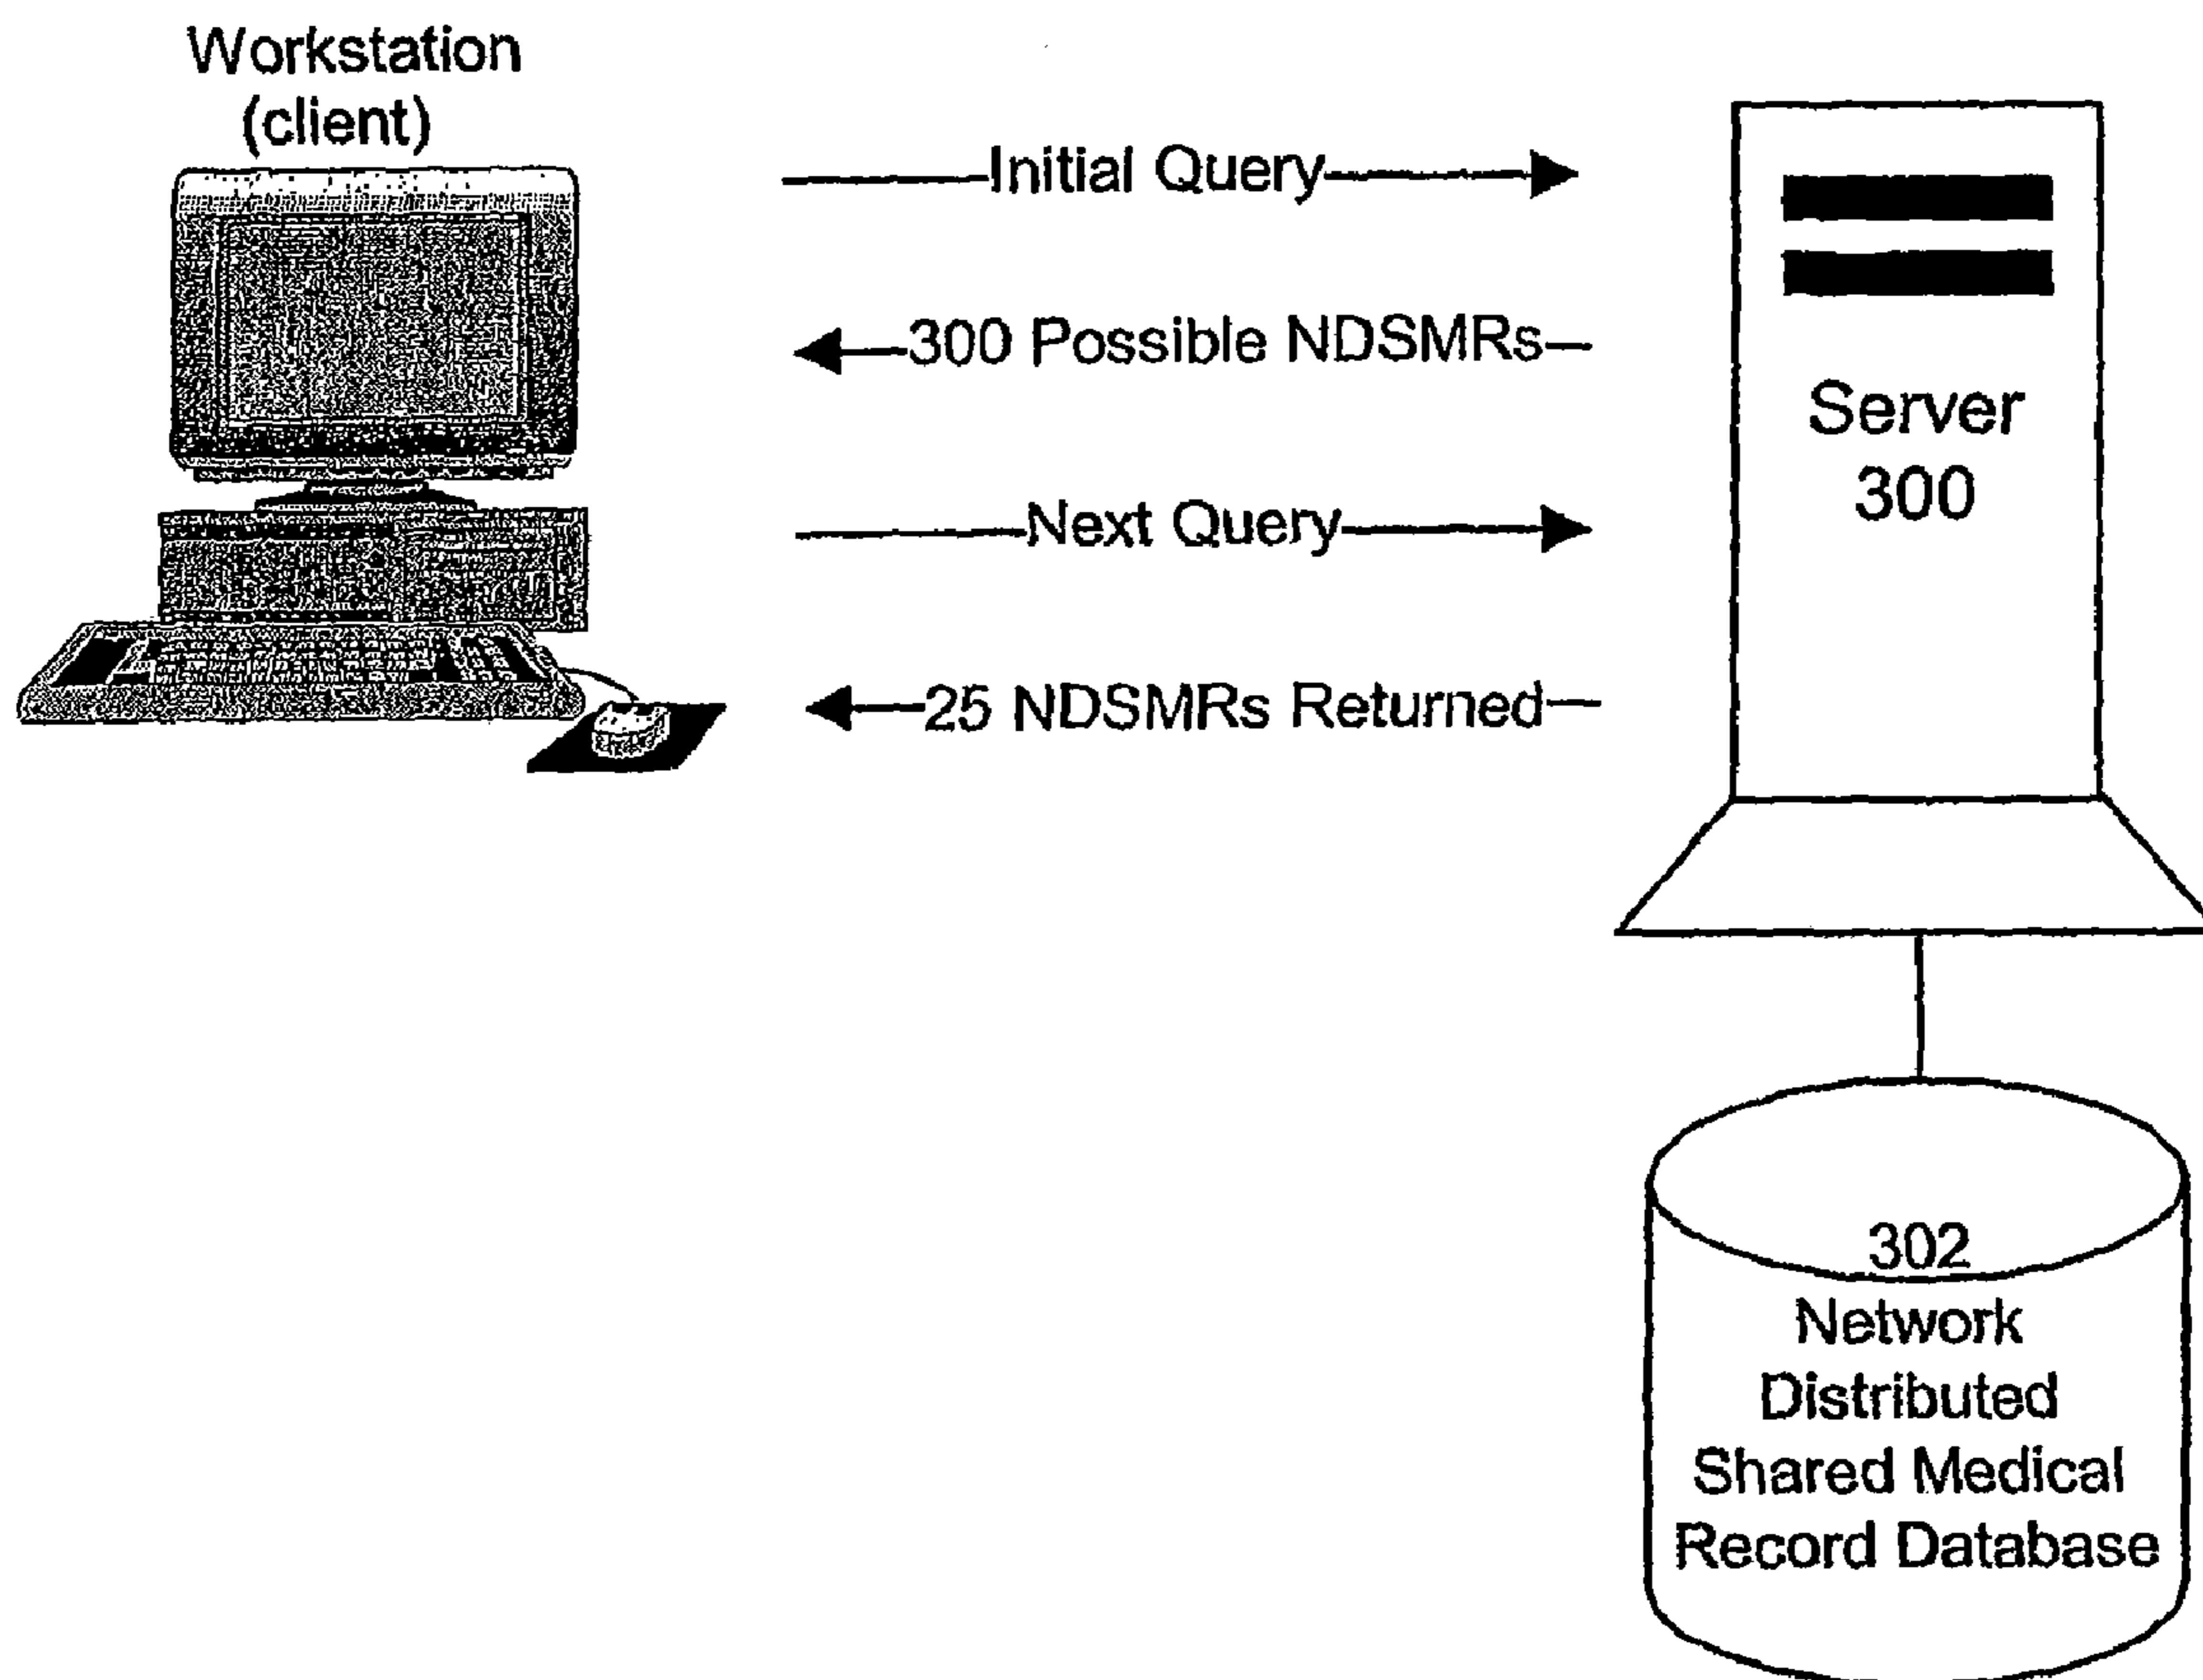 Workstation
(client)
Initial Query
300 Possible NDSMRs
Next Query
25 NDSMRs Returned
Server
300
302
Network
Distributed
Shared Medical
Record Database